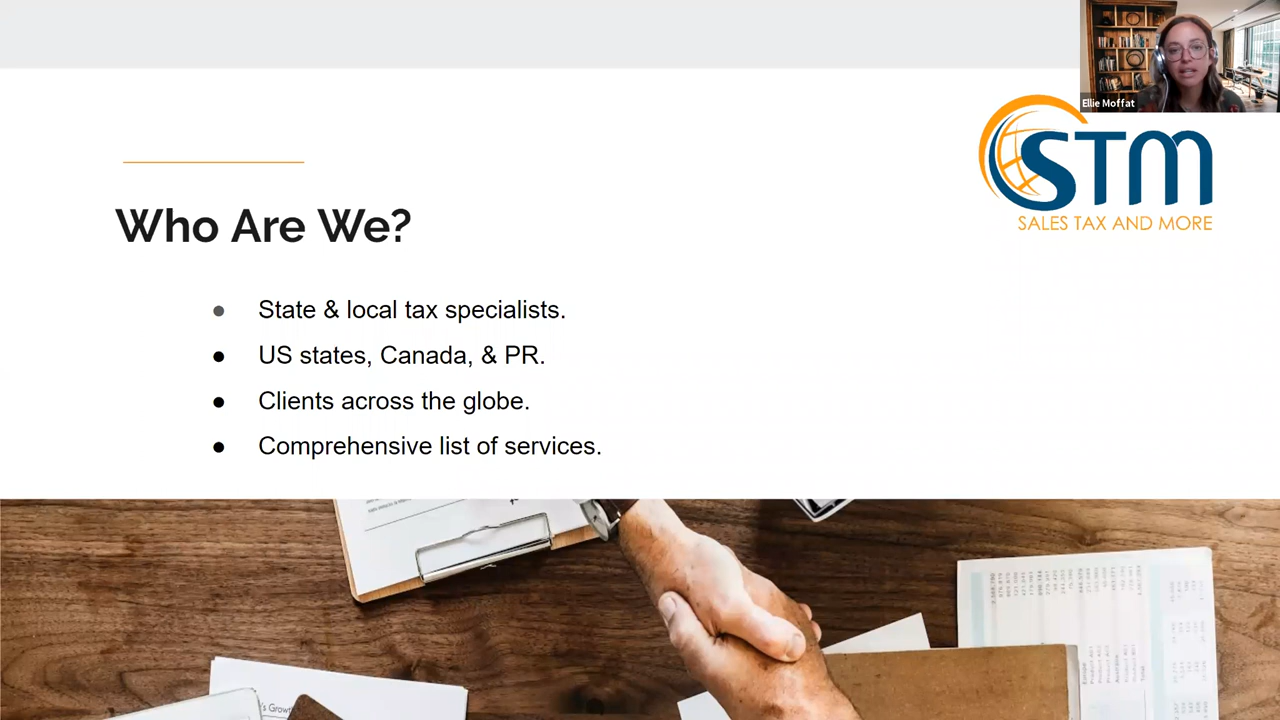 Ellie Moffat
STM
SALES TAX AND MORE
Who Are We?
● State & local tax specialists.
● US states, Canada, & PR.
● Clients across the globe.
● Comprehensive list of services.